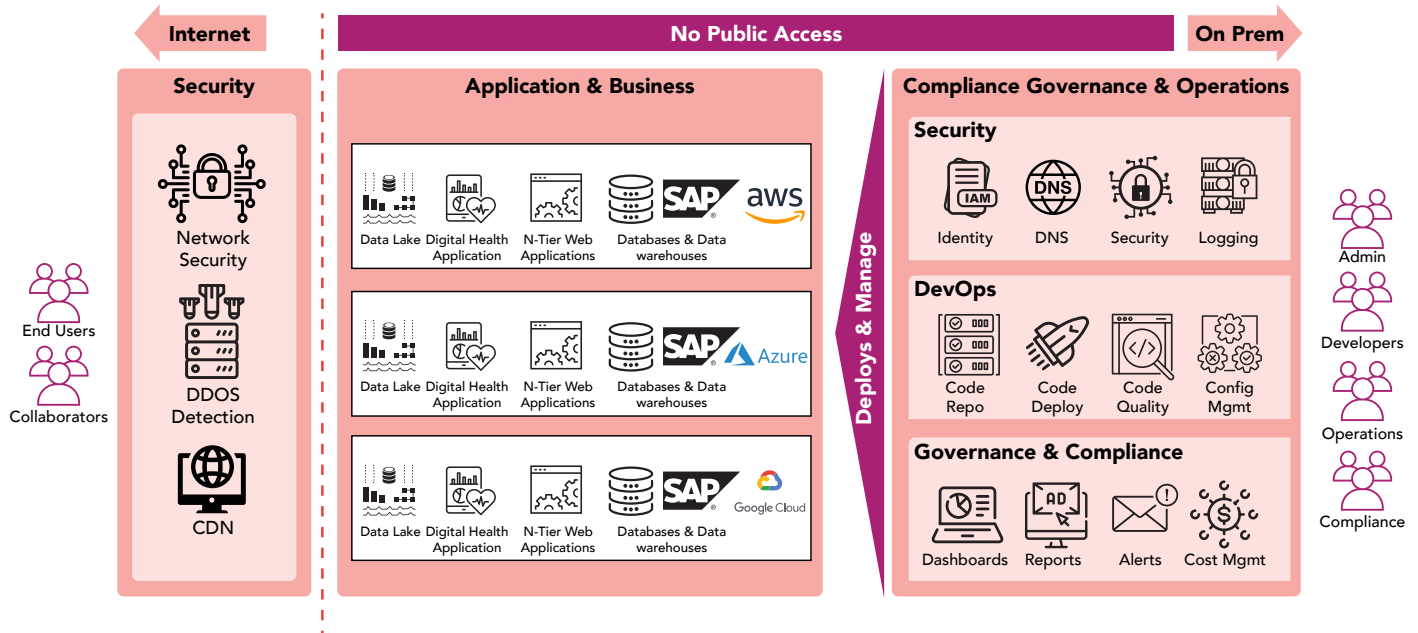 Internet
No Public Access
On Prem
Security
Network
Security
DDOS
Detection
CDN
End Users
Collaborators
Application & Business
Data Lake
Digital Health
Application
N-Tier Web
Applications
Databases & Data
warehouses
SAP
®
aws
Data Lake
Digital Health
Application
N-Tier Web
Applications
Databases & Data
warehouses
SAP
®
Azure
Data Lake
Digital Health
Application
N-Tier Web
Applications
Databases & Data
warehouses
SAP
®
Google Cloud
Deploys & Manage
Compliance Governance & Operations
Security
IAM
Identity
DNS
DNS
Security
Logging
DevOps
Code
Repo
Code
Deploy
Code
Quality
Config
Mgmt
Governance & Compliance
Dashboards
AD
Reports
Alerts
$
Cost Mgmt
Admin
Developers
Operations
Compliance